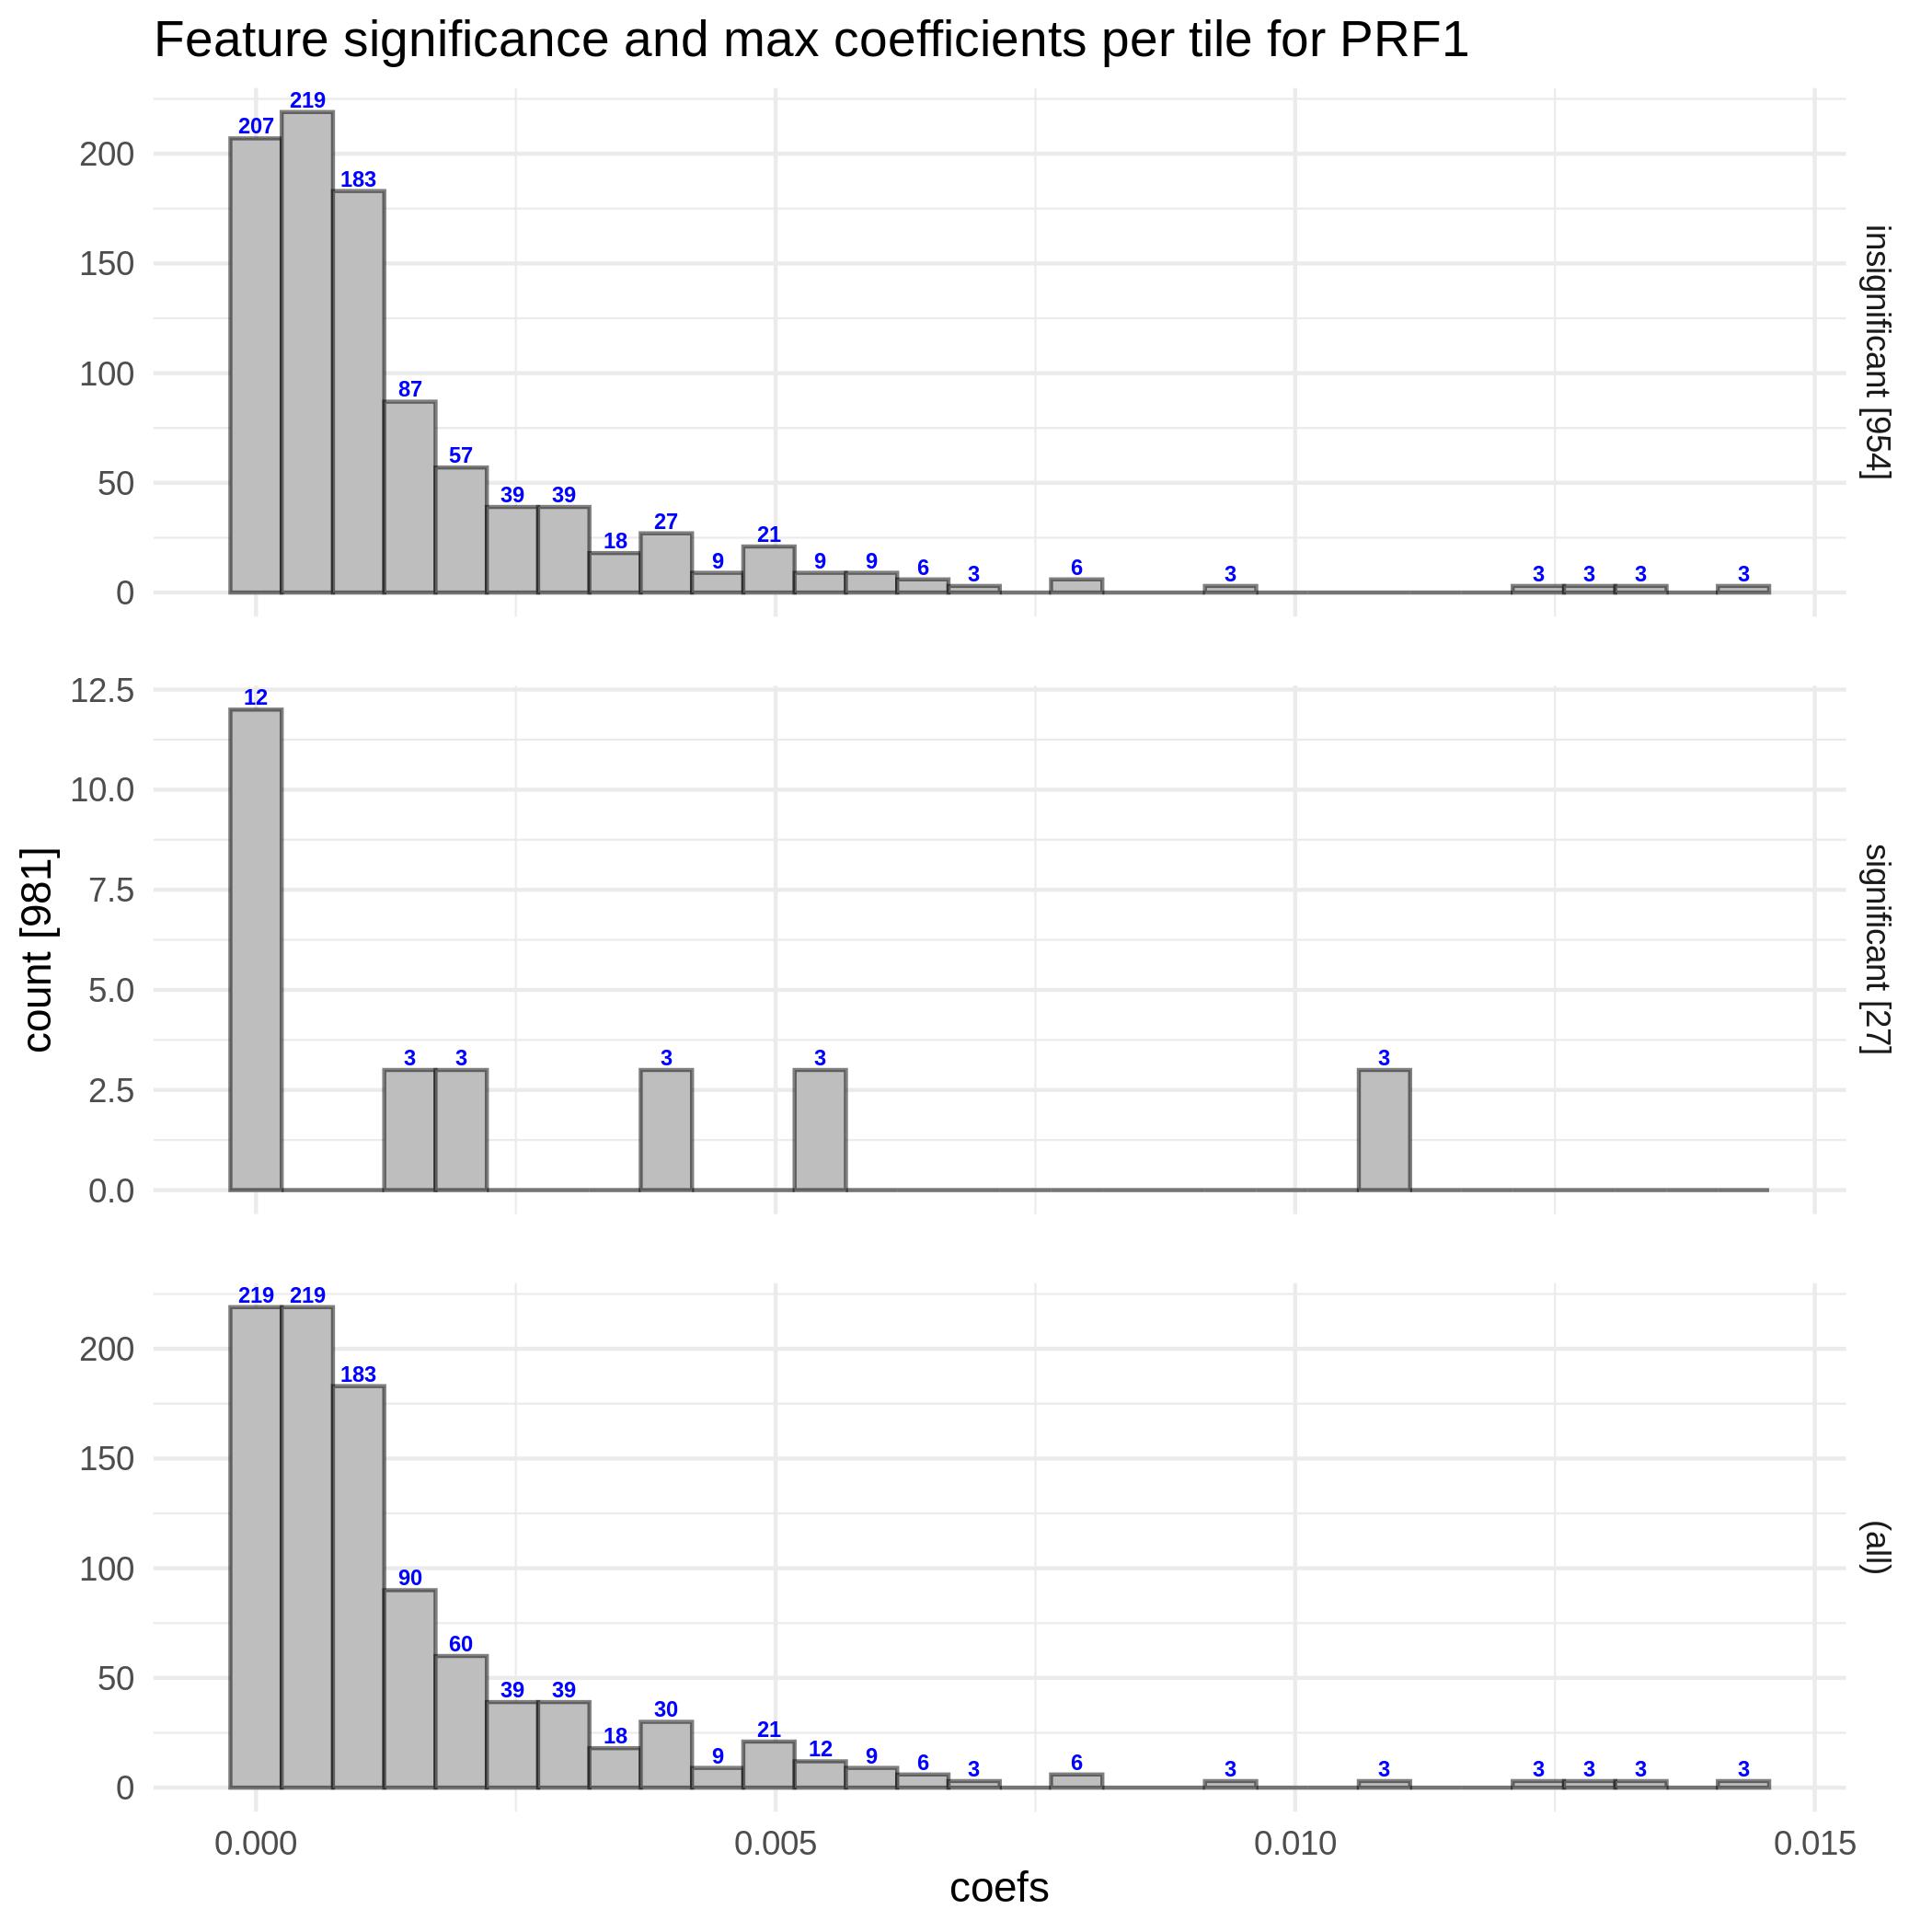 Feature significance and max coefficients per tile for PRF1
207 219 183 87 57 39 39 18 27 9 21 9 9 6 3 6 3 3 3 3 3
200
150
100
50
0
insignificant [954]
count [981]
12 3 3 3 3 3
12.5
10.0
7.5
5.0
2.5
0.0
significant [27]
219 219 183 90 60 39 39 18 30 9 21 12 9 6 3 6 3 3 3 3 3 3
200
150
100
50
0
(all)
0.000 0.005 0.010 0.015
coefs